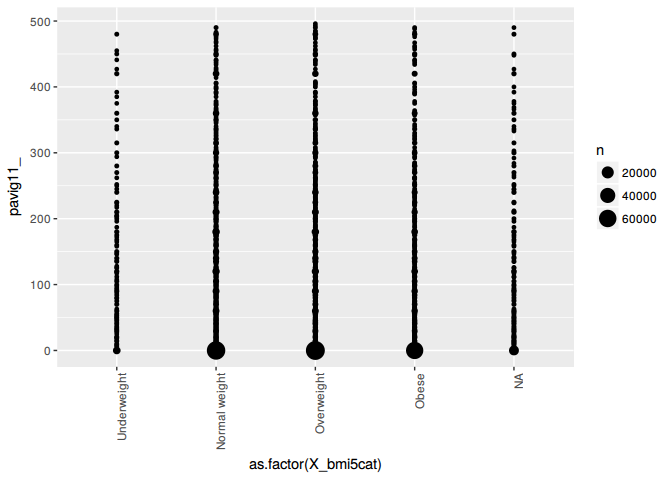 500
400
300
200
100
0
pavig11_
Underweight
Normal weight
Overweight
Obese
NA
as.factor(X_bmi5cat)
n
20000
40000
60000